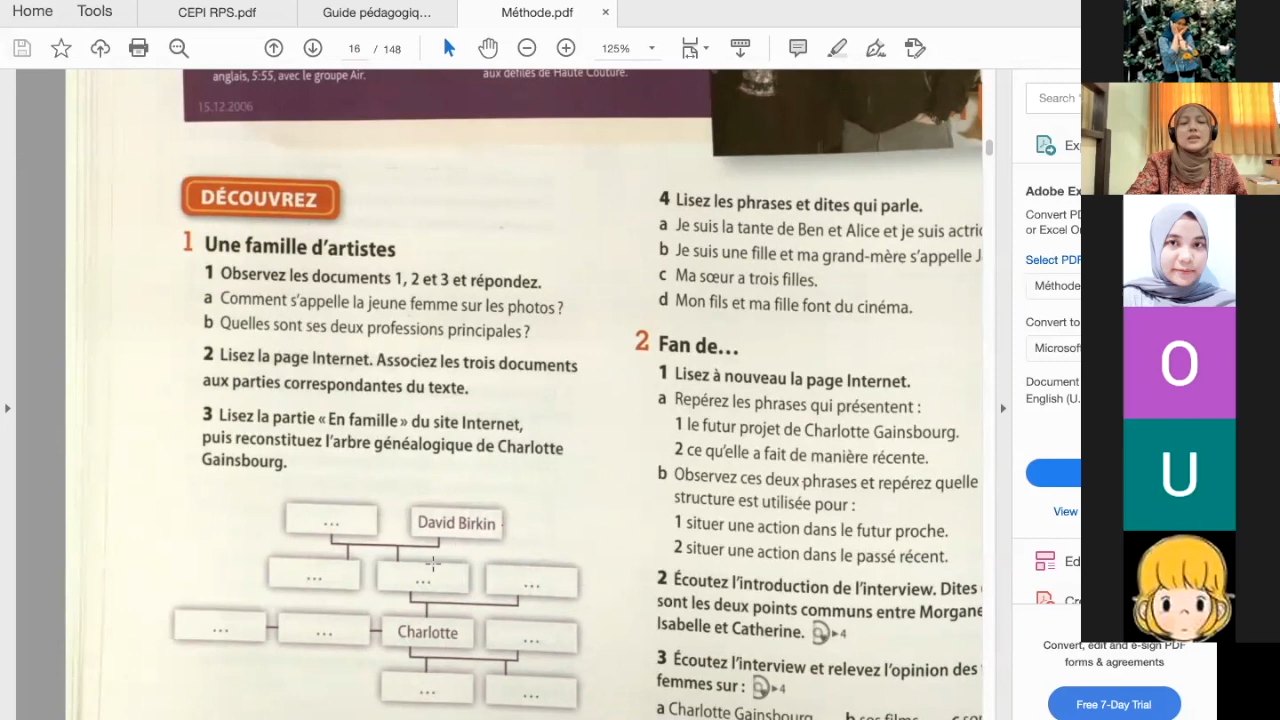 Home Tools CEPI RPS.pdf Guide pédagogiq... Méthode.pdf ×
16 / 148 125%
anglais, 5:55, avec le groupe Air.
aux défilés de Haute Couture.
15.12.2006
DÉCOUVREZ
1 Une famille d'artistes
1 Observez les documents 1, 2 et 3 et répondez.
a Comment s'appelle la jeune femme sur les photos ?
b Quelles sont ses deux professions principales ?
2 Lisez la page Internet. Associez les trois documents
aux parties correspondantes du texte.
3 Lisez la partie « En famille » du site Internet,
puis reconstituez l'arbre généalogique de Charlotte
Gainsbourg.
... David Birkin
... ... ...
... ... Charlotte ...
... ...
4 Lisez les phrases et dites qui parle.
a Je suis la tante de Ben et Alice et je suis actri
b Je suis une fille et ma grand-mère s'appelle J
c Ma sœur a trois filles.
d Mon fils et ma fille font du cinéma.
2 Fan de...
1 Lisez à nouveau la page Internet.
a Repérez les phrases qui présentent :
1 le futur projet de Charlotte Gainsbourg.
2 ce qu'elle a fait de manière récente.
b Observez ces deux phrases et repérez quelle
structure est utilisée pour :
1 situer une action dans le futur proche.
2 situer une action dans le passé récent.
2 Écoutez l'introduction de l'interview. Dites
sont les deux points communs entre Morgane
Isabelle et Catherine. 4
3 Écoutez l'interview et relevez l'opinion des
femmes sur : 4
a Charlotte Gainsbourg
Search
Ex
Adobe Ex
Convert PD
or Excel On
Select PDF
Méthode
Convert to
Microsof
Document
English (U.
View
Ed
Cr
Convert, edit and e-sign PDF
forms & agreements
Free 7-Day Trial
O
U